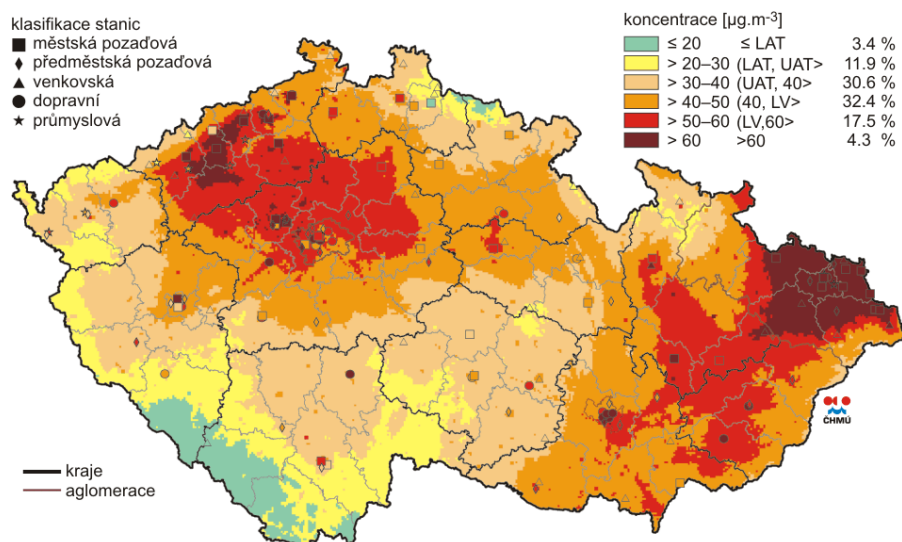 klasifikace stanic
městská pozaďová
předměstská pozaďová
venkovská
dopravní
průmyslová
koncentrace [µg.m⁻³]
≤ 20 ≤ LAT 3.4 %
> 20–30 (LAT, UAT> 11.9 %
> 30–40 (UAT, 40> 30.6 %
> 40–50 (40, LV> 32.4 %
> 50–60 (LV,60> 17.5 %
> 60 >60 4.3 %
ČHMÚ
kraje
aglomerace